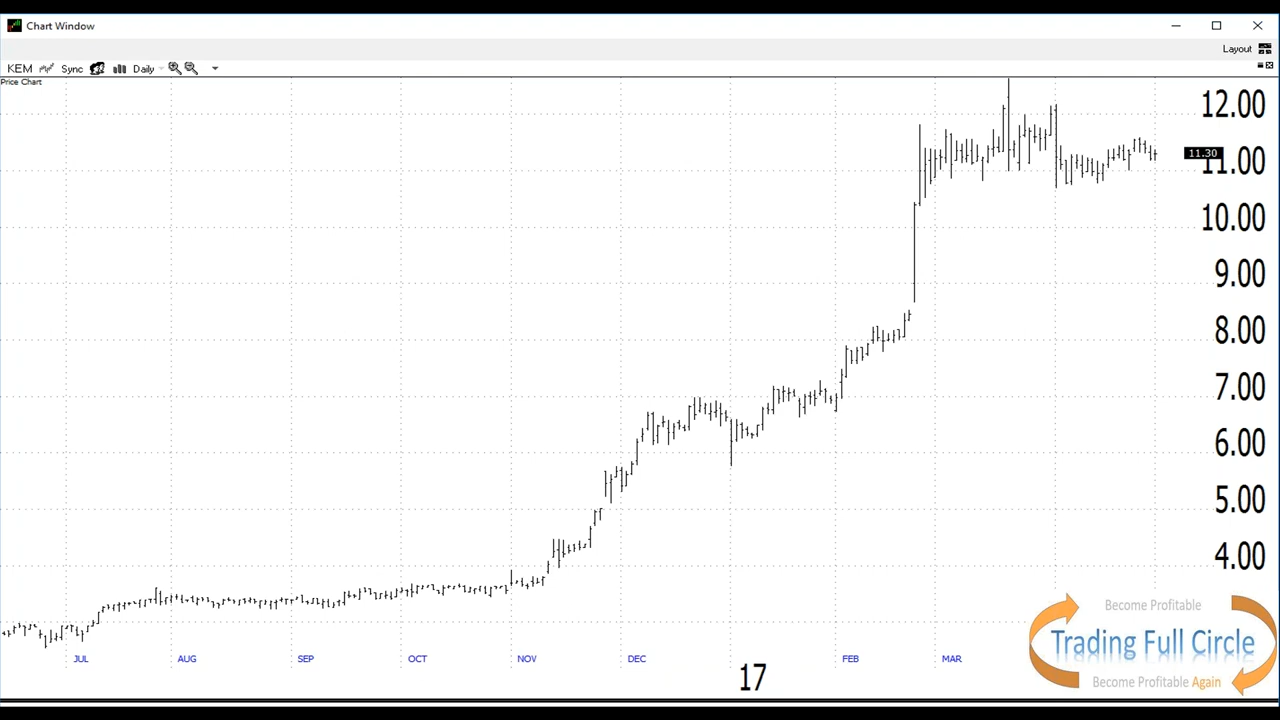 Chart Window
Layout
KEM Sync Daily
Price Chart
12.00
11.30
11.00
10.00
9.00
8.00
7.00
6.00
5.00
4.00
JUL AUG SEP OCT NOV DEC 17 FEB MAR
Become Profitable
Trading Full Circle
Become Profitable Again